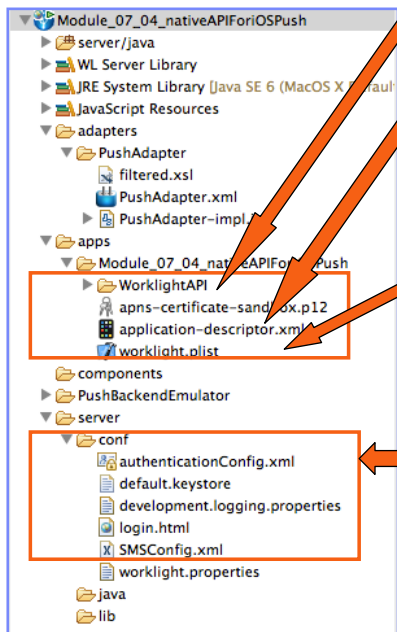 Module_07_04_nativeAPIForiOSPush
server/java
WL Server Library
JRE System Library [Java SE 6 (MacOS X
JavaScript Resources
adapters
PushAdapter
filtered.xsl
PushAdapter.xml
PushAdapter-impl.
apps
WorklightAPI
apns-certificate-sandbox.p12
application-descriptor.xml
worklight.plist
components
PushBackendEmulator
server
conf
authenticationConfig.xml
default.keystore
development.logging.properties
login.html
SMSConfig.xml
worklight.properties
java
lib